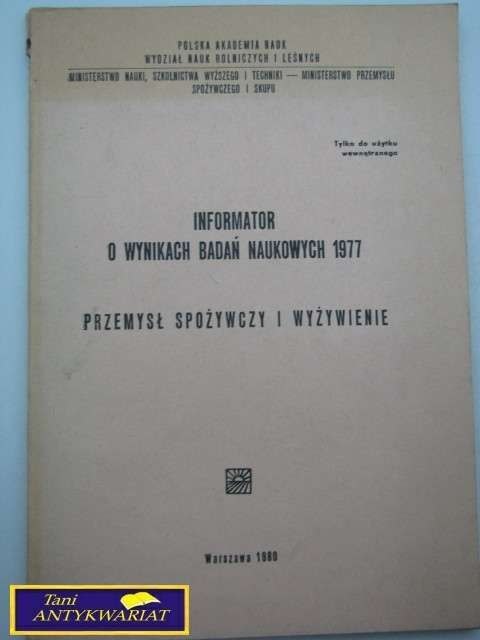 POLSKA AKADEMIA NAUK
WYDZIAŁ NAUK ROLNICZYCH I LEŚNYCH
MINISTERSTWO NAUKI, SZKOLNICTWA WYŻSZEGO I TECHNIKI — MINISTERSTWO PRZEMYSŁU
SPOŻYWCZEGO I SKUPU
Tylko do użytku
wewnętrznego
INFORMATOR
O WYNIKACH BADAŃ NAUKOWYCH 1977
PRZEMYSŁ SPOŻYWCZY I WYŻYWIENIE
Warszawa 1980
Tani
ANTYKWARIAT